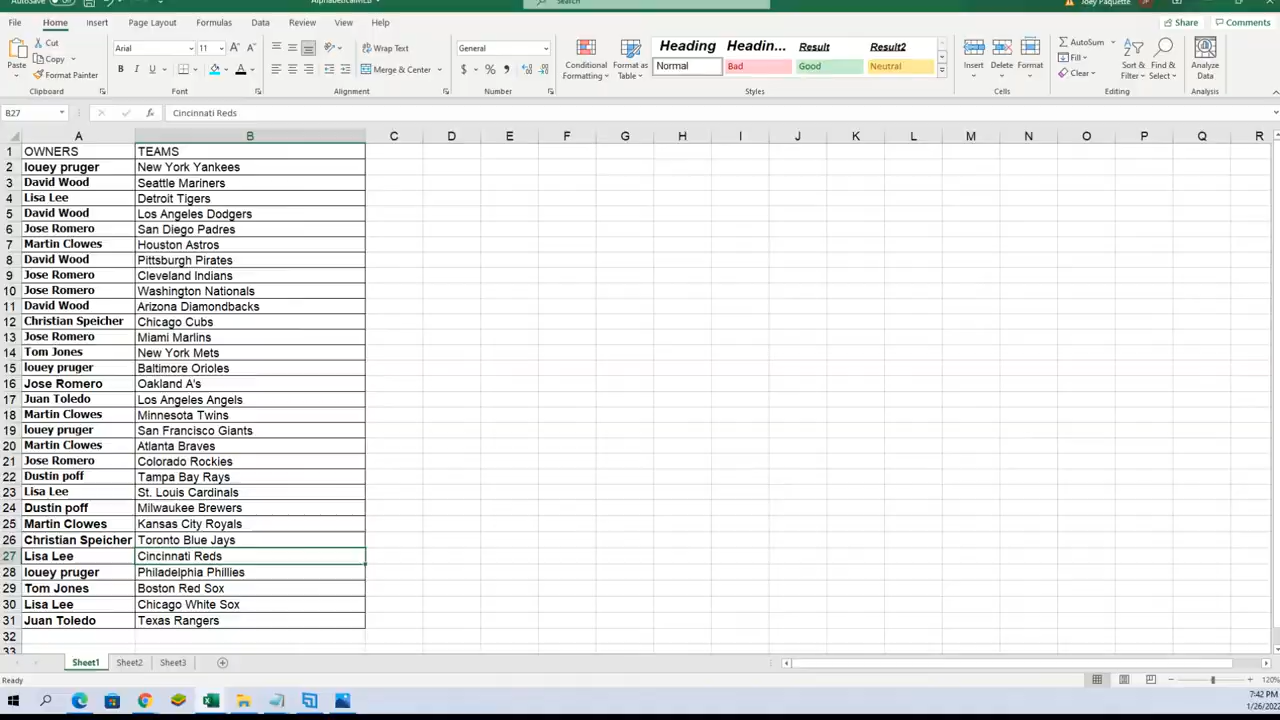 AutoSave Off AlphabeticalMLB Search Joey Paquette JP
File Home Insert Page Layout Formulas Data Review View Help Share Comments
Paste Cut Copy Format Painter Clipboard
Arial 11 A A B I U A Font
Wrap Text Merge & Center Alignment
General $ % , Number
Conditional Formatting Format as Table Heading Headin... Result Result2 Normal Bad Good Neutral Styles
Insert Delete Format Cells
AutoSum Fill Clear Sort & Filter Find & Select Editing
Analyze Data Analysis
B27 fx Cincinnati Reds
A B C D E F G H I J K L M N O P Q R
1 OWNERS TEAMS
2 louey pruger New York Yankees
3 David Wood Seattle Mariners
4 Lisa Lee Detroit Tigers
5 David Wood Los Angeles Dodgers
6 Jose Romero San Diego Padres
7 Martin Clowes Houston Astros
8 David Wood Pittsburgh Pirates
9 Jose Romero Cleveland Indians
10 Jose Romero Washington Nationals
11 David Wood Arizona Diamondbacks
12 Christian Speicher Chicago Cubs
13 Jose Romero Miami Marlins
14 Tom Jones New York Mets
15 louey pruger Baltimore Orioles
16 Jose Romero Oakland A's
17 Juan Toledo Los Angeles Angels
18 Martin Clowes Minnesota Twins
19 louey pruger San Francisco Giants
20 Martin Clowes Atlanta Braves
21 Jose Romero Colorado Rockies
22 Dustin poff Tampa Bay Rays
23 Lisa Lee St. Louis Cardinals
24 Dustin poff Milwaukee Brewers
25 Martin Clowes Kansas City Royals
26 Christian Speicher Toronto Blue Jays
27 Lisa Lee Cincinnati Reds
28 louey pruger Philadelphia Phillies
29 Tom Jones Boston Red Sox
30 Lisa Lee Chicago White Sox
31 Juan Toledo Texas Rangers
32
33
Sheet1 Sheet2 Sheet3
Ready 120%
7:42 PM
1/26/2022